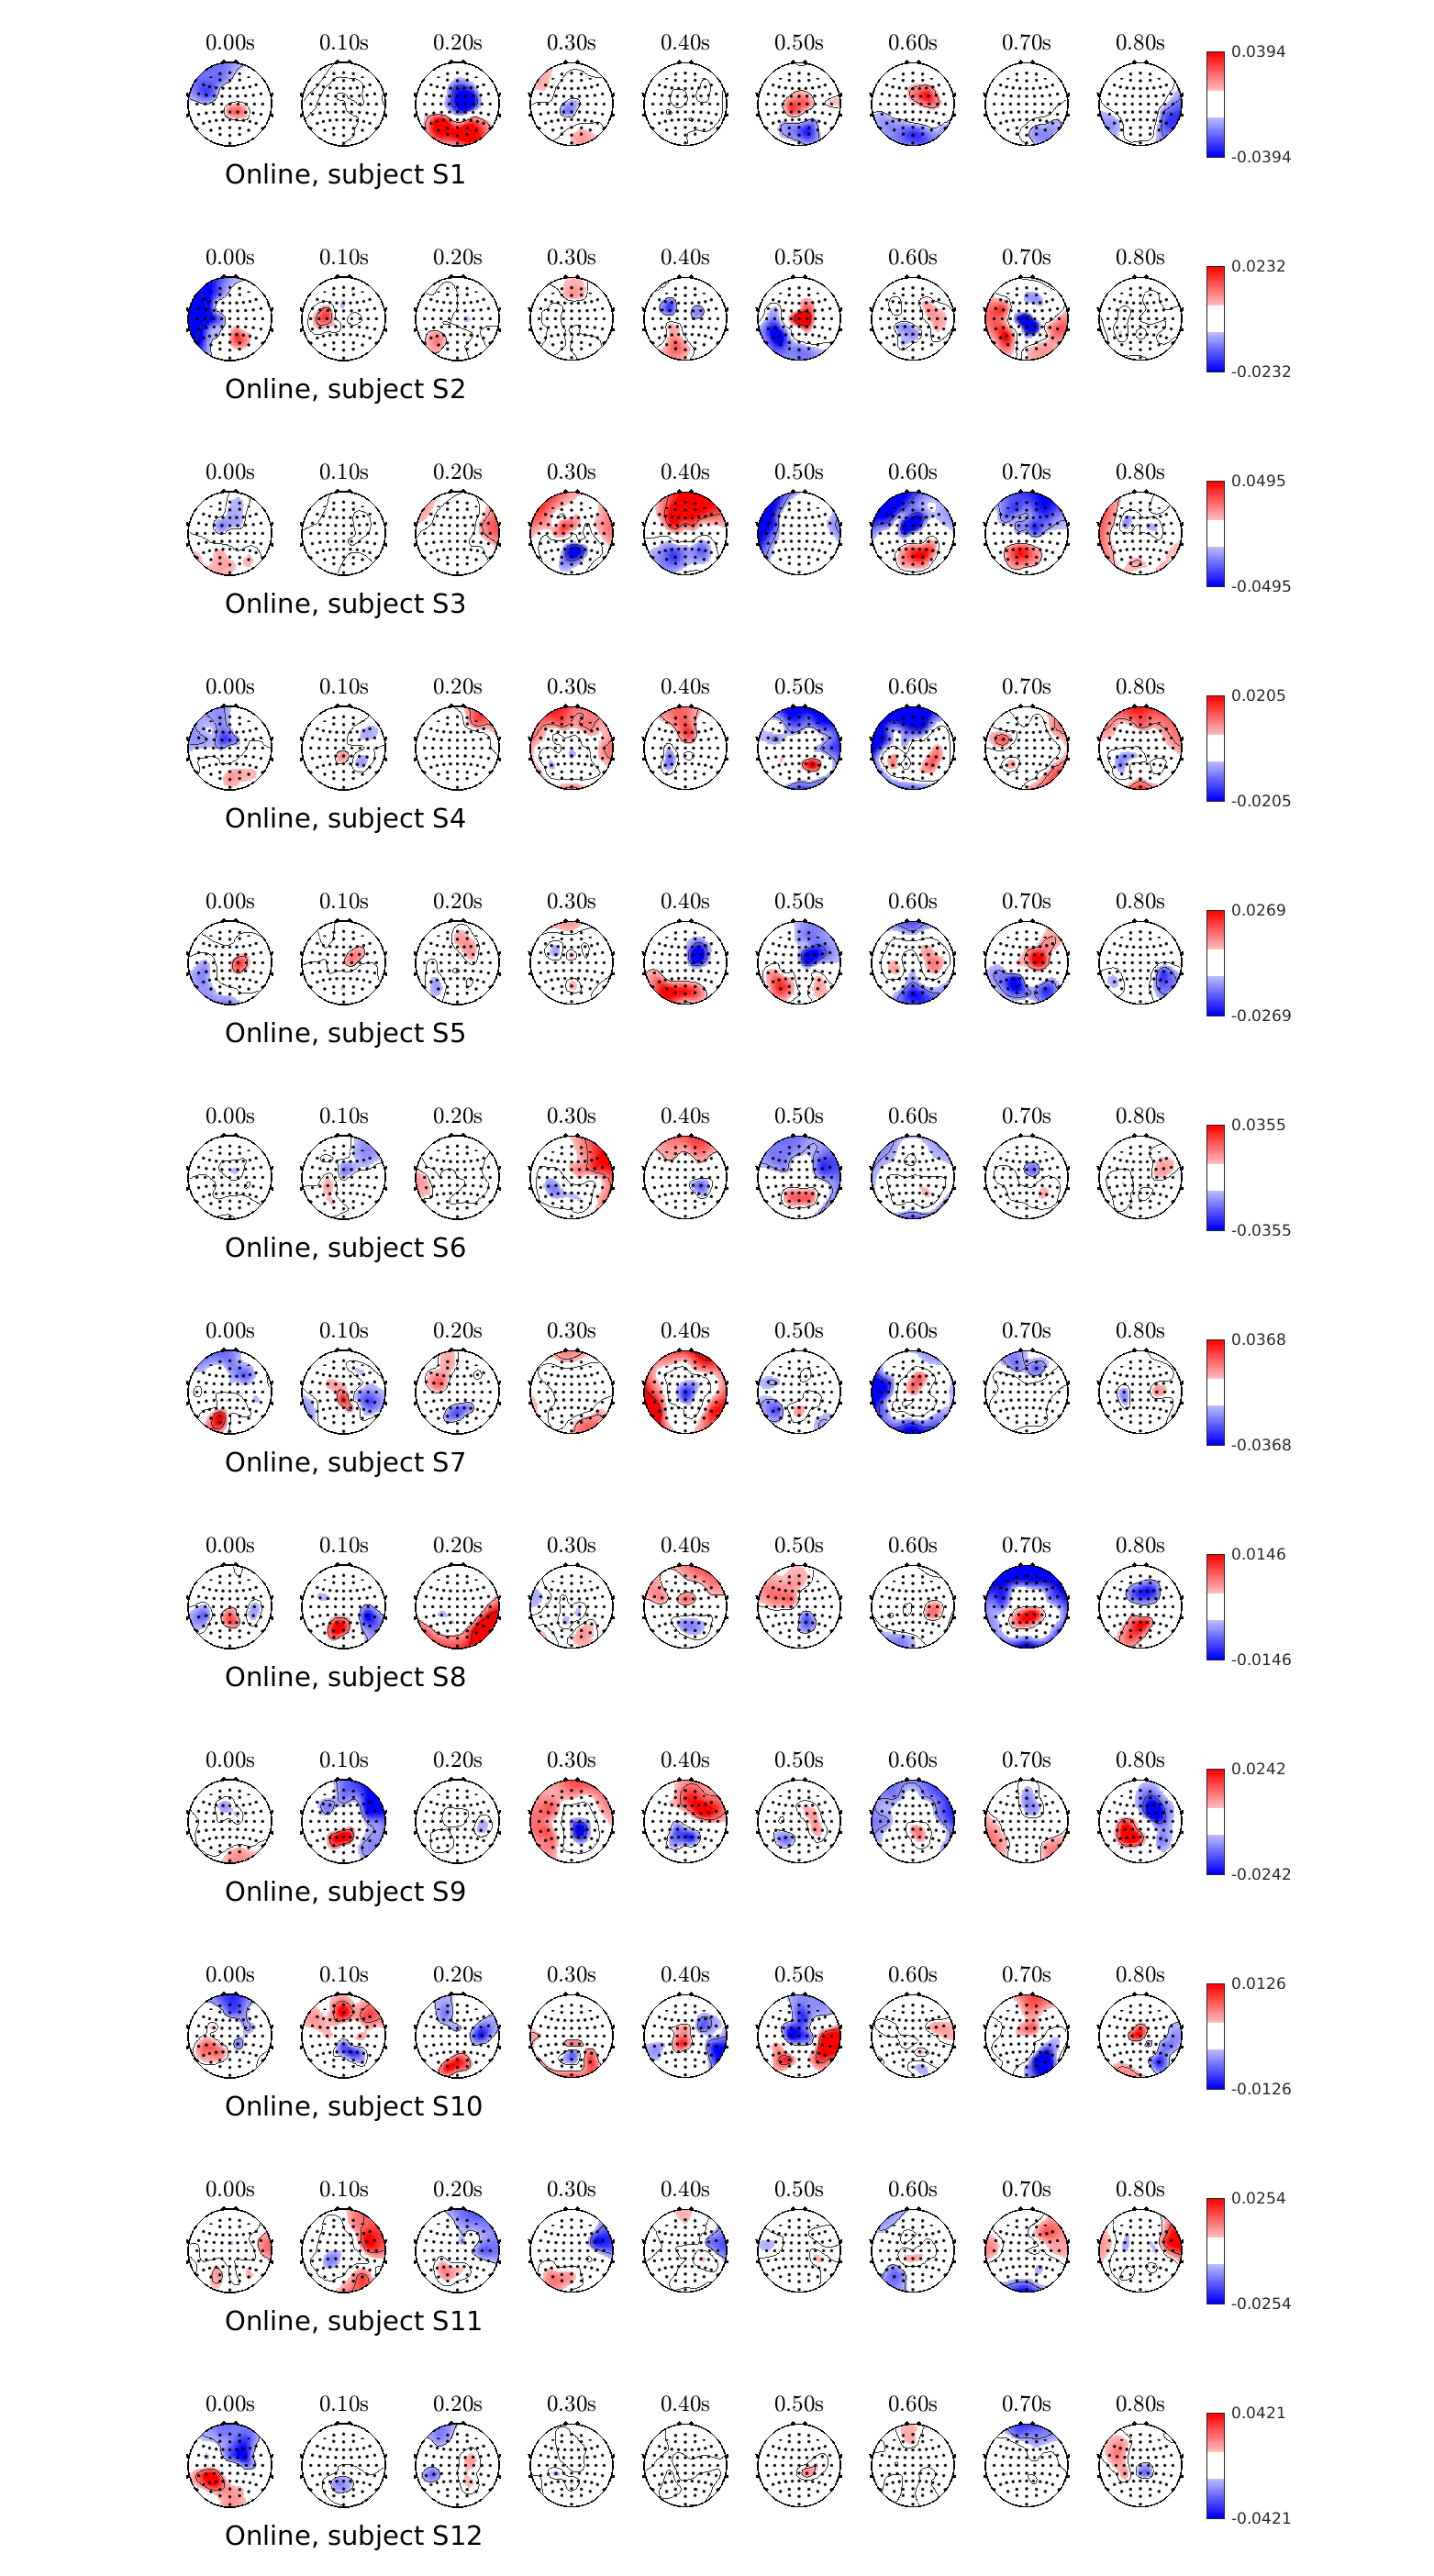 0.00s 0.10s 0.20s 0.30s 0.40s 0.50s 0.60s 0.70s 0.80s 0.0394
-0.0394
Online, subject S1
0.00s 0.10s 0.20s 0.30s 0.40s 0.50s 0.60s 0.70s 0.80s 0.0232
-0.0232
Online, subject S2
0.00s 0.10s 0.20s 0.30s 0.40s 0.50s 0.60s 0.70s 0.80s 0.0495
-0.0495
Online, subject S3
0.00s 0.10s 0.20s 0.30s 0.40s 0.50s 0.60s 0.70s 0.80s 0.0205
-0.0205
Online, subject S4
0.00s 0.10s 0.20s 0.30s 0.40s 0.50s 0.60s 0.70s 0.80s 0.0269
-0.0269
Online, subject S5
0.00s 0.10s 0.20s 0.30s 0.40s 0.50s 0.60s 0.70s 0.80s 0.0355
-0.0355
Online, subject S6
0.00s 0.10s 0.20s 0.30s 0.40s 0.50s 0.60s 0.70s 0.80s 0.0368
-0.0368
Online, subject S7
0.00s 0.10s 0.20s 0.30s 0.40s 0.50s 0.60s 0.70s 0.80s 0.0146
-0.0146
Online, subject S8
0.00s 0.10s 0.20s 0.30s 0.40s 0.50s 0.60s 0.70s 0.80s 0.0242
-0.0242
Online, subject S9
0.00s 0.10s 0.20s 0.30s 0.40s 0.50s 0.60s 0.70s 0.80s 0.0126
-0.0126
Online, subject S10
0.00s 0.10s 0.20s 0.30s 0.40s 0.50s 0.60s 0.70s 0.80s 0.0254
-0.0254
Online, subject S11
0.00s 0.10s 0.20s 0.30s 0.40s 0.50s 0.60s 0.70s 0.80s 0.0421
-0.0421
Online, subject S12